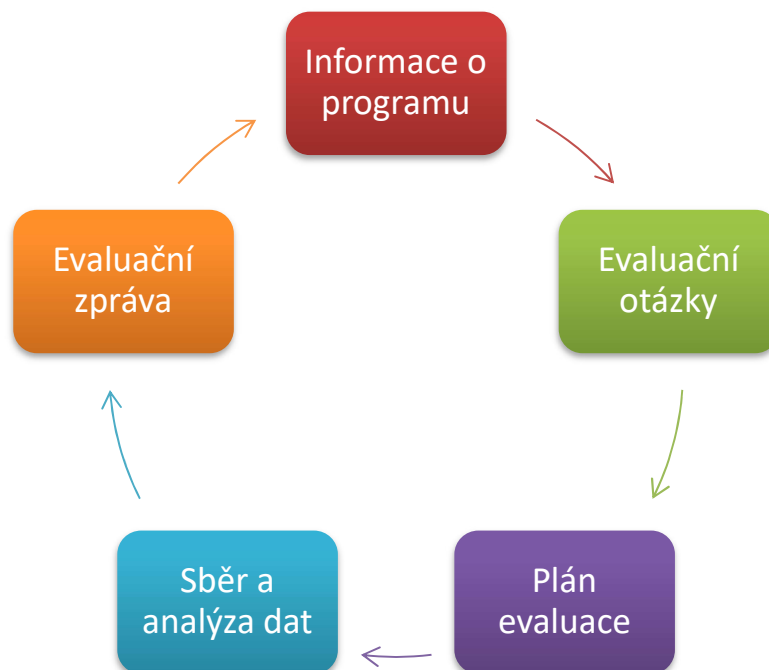 Informace o
programu
Evaluační
otázky
Plán
evaluace
Sběr a
analýza dat
Evaluační
zpráva